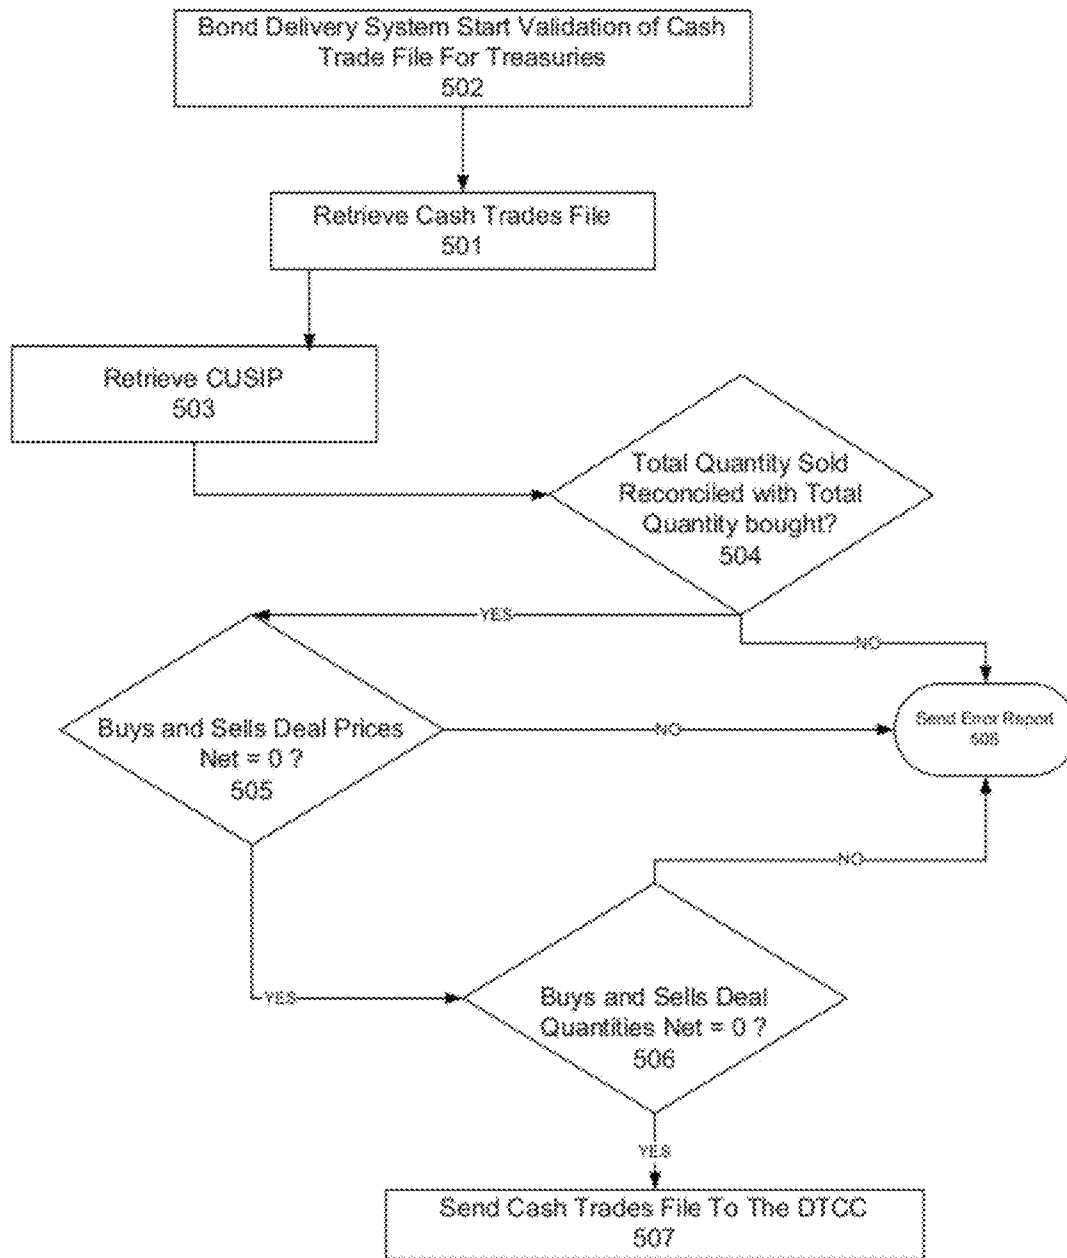 Bond Delivery System Start Validation of Cash
Trade File For Treasuries
502
Retrieve Cash Trades File
501
Retrieve CUSIP
503
Total Quantity Sold
Reconciled with Total
Quantity bought?
504
YES
NO
Buys and Sells Deal Prices
Net = 0 ?
505
NO
Send Error Report
508
NO
YES
Buys and Sells Deal
Quantities Net = 0 ?
506
YES
Send Cash Trades File To The DTCC
507